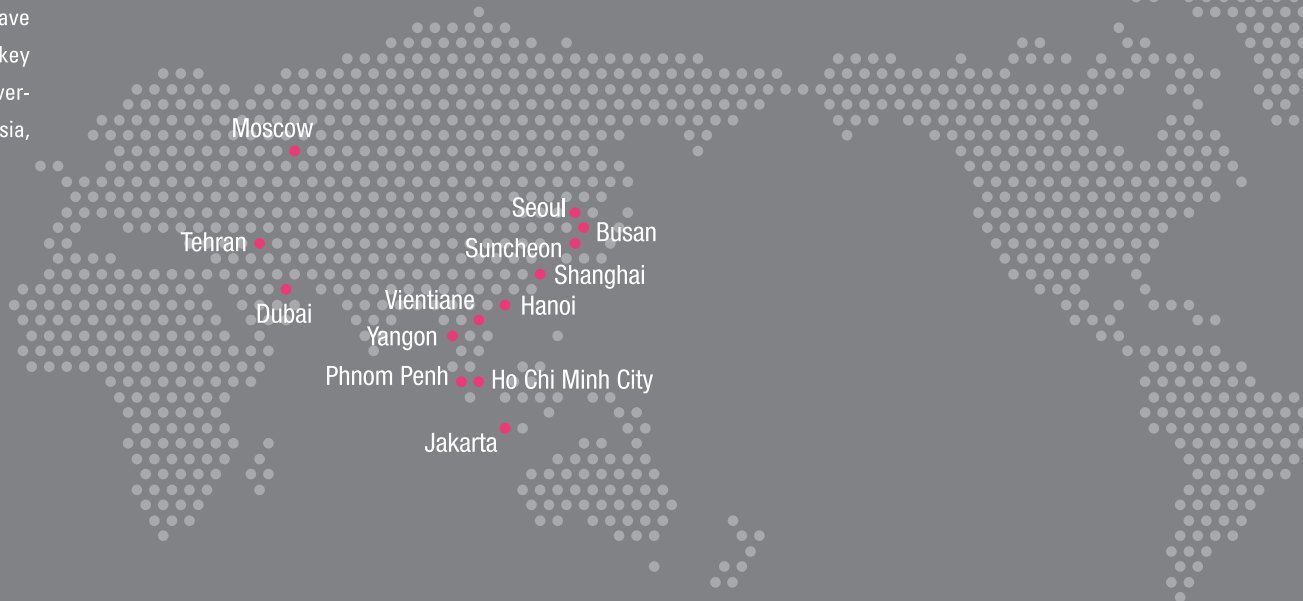 ave
key
ver-
sia,
Moscow
Seoul
Busan
Tehran
Suncheon
Shanghai
Vientiane
Hanoi
Dubai
Yangon
Phnom Penh
Ho Chi Minh City
Jakarta